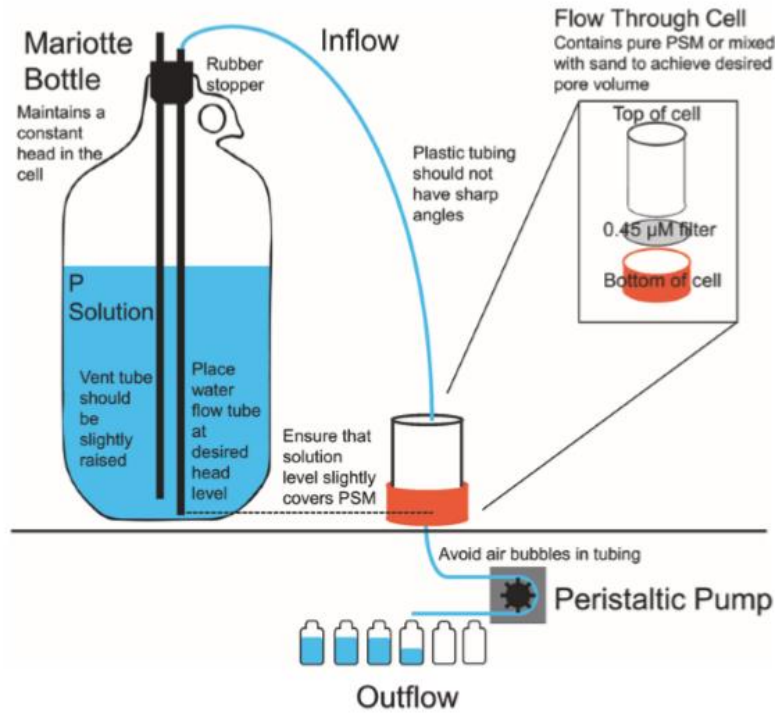 Mariotte
Bottle
Maintains a
constant
head in the
cell
Rubber
stopper
Inflow
Plastic tubing
should not
have sharp
angles
Flow Through Cell
Contains pure PSM or mixed
with sand to achieve desired
pore volume
Top of cell
0.45 µM filter
Bottom of cell
P
Solution
Vent tube
should
be
slightly
raised
Place
water
flow tube
at
desired
head
level
Ensure that
solution
level slightly
covers PSM
Avoid air bubbles in tubing
Peristaltic Pump
Outflow